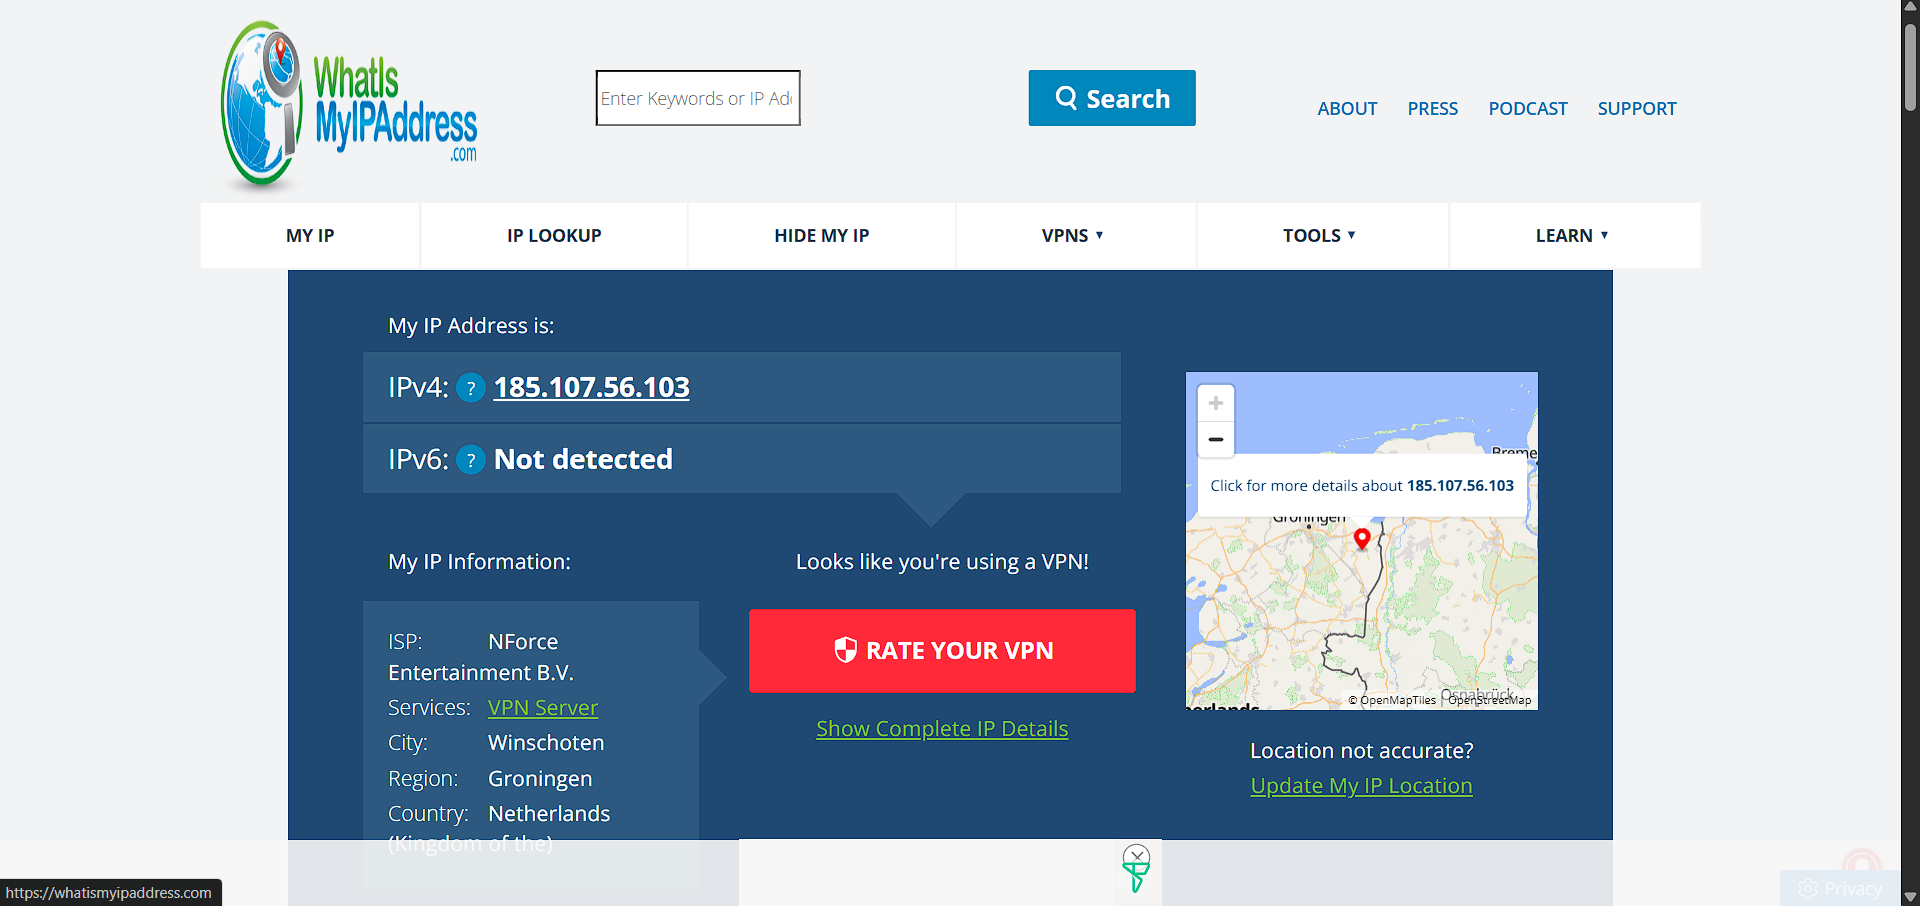 WhatIs
MyIPAddress
.com
Enter Keywords or IP Ad
Search
ABOUT
PRESS
PODCAST
SUPPORT
MY IP
IP LOOKUP
HIDE MY IP
VPNS ▼
TOOLS ▼
LEARN ▼
My IP Address is:
IPv4: ? 185.107.56.103
IPv6: ? Not detected
My IP Information:
ISP: NForce
Entertainment B.V.
Services: VPN Server
City: Winschoten
Region: Groningen
Country: Netherlands
(Kingdom of the)
Looks like you're using a VPN!
RATE YOUR VPN
Show Complete IP Details
+
−
Breme
Click for more details about 185.107.56.103
Groningen
Osnabrück
erlands
© OpenMapTiles | OpenStreetMap
Location not accurate?
Update My IP Location
https://whatismyipaddress.com
Privacy